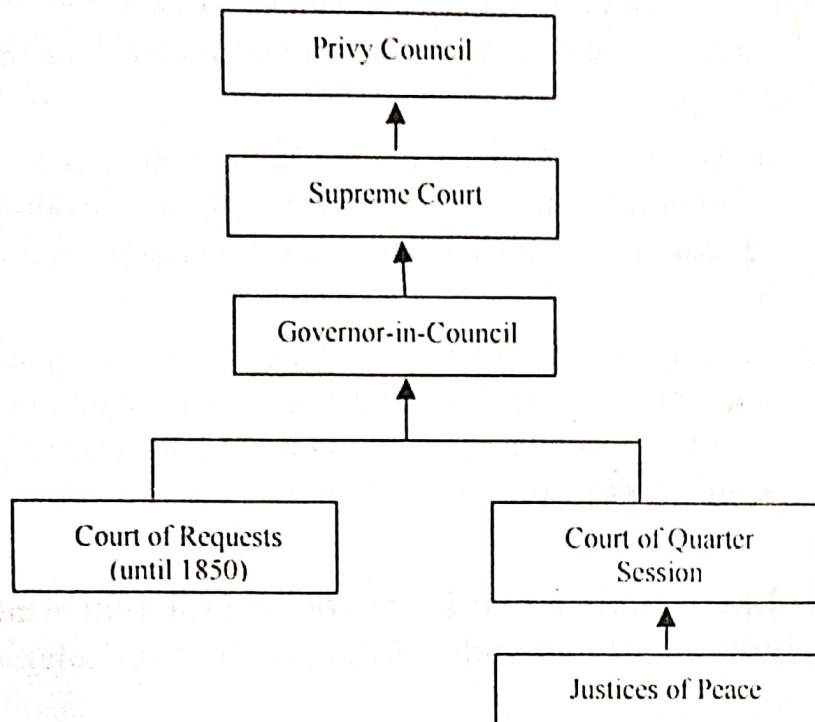 Privy Council
Supreme Court
Governor-in-Council
Court of Requests
(until 1850)
Court of Quarter
Session
Justices of Peace